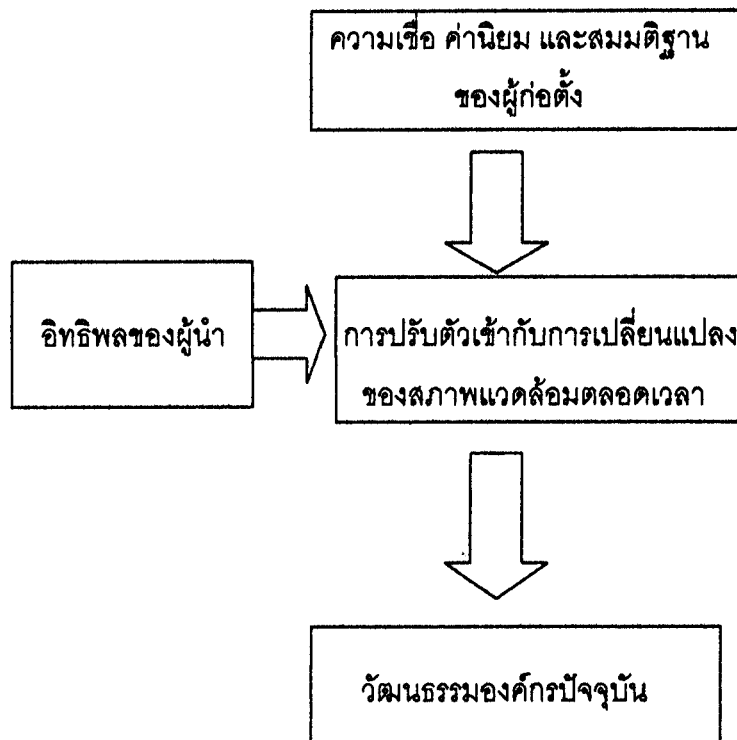 ความเชื่อ ค่านิยม และสมมติฐาน
ของผู้ก่อตั้ง
อิทธิพลของผู้นำ
การปรับตัวเข้ากับการเปลี่ยนแปลง
ของสภาพแวดล้อมตลอดเวลา
วัฒนธรรมองค์กรปัจจุบัน